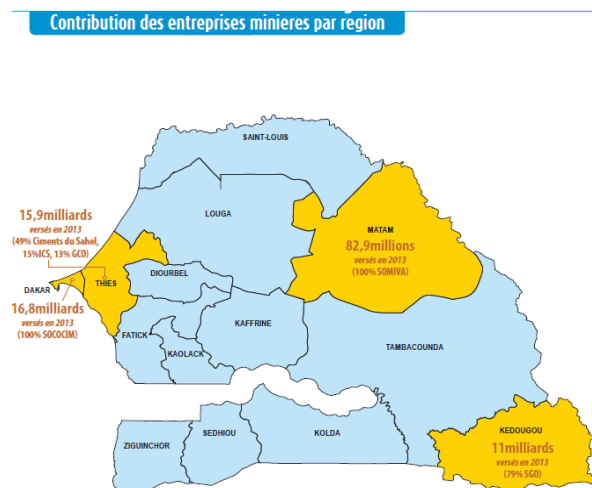 Contribution des entreprises minieres par region
SAINT-LOUIS
LOUGA
MATAM
82,9millions
versés en 2013
(100% SOMIVA)
15,9milliards
versés en 2013
(49% Ciments du Sahel,
15%ICS, 13% GCO)
DIOURBEL
THIES
DAKAR
16,8milliards
versés en 2013
(100% SOCOCIM)
FATICK
KAOLACK
KAFFRINE
TAMBACOUNDA
ZIGUINCHOR
SEDHIOU
KOLDA
KEDOUGOU
11milliards
versés en 2013
(79% SGO)